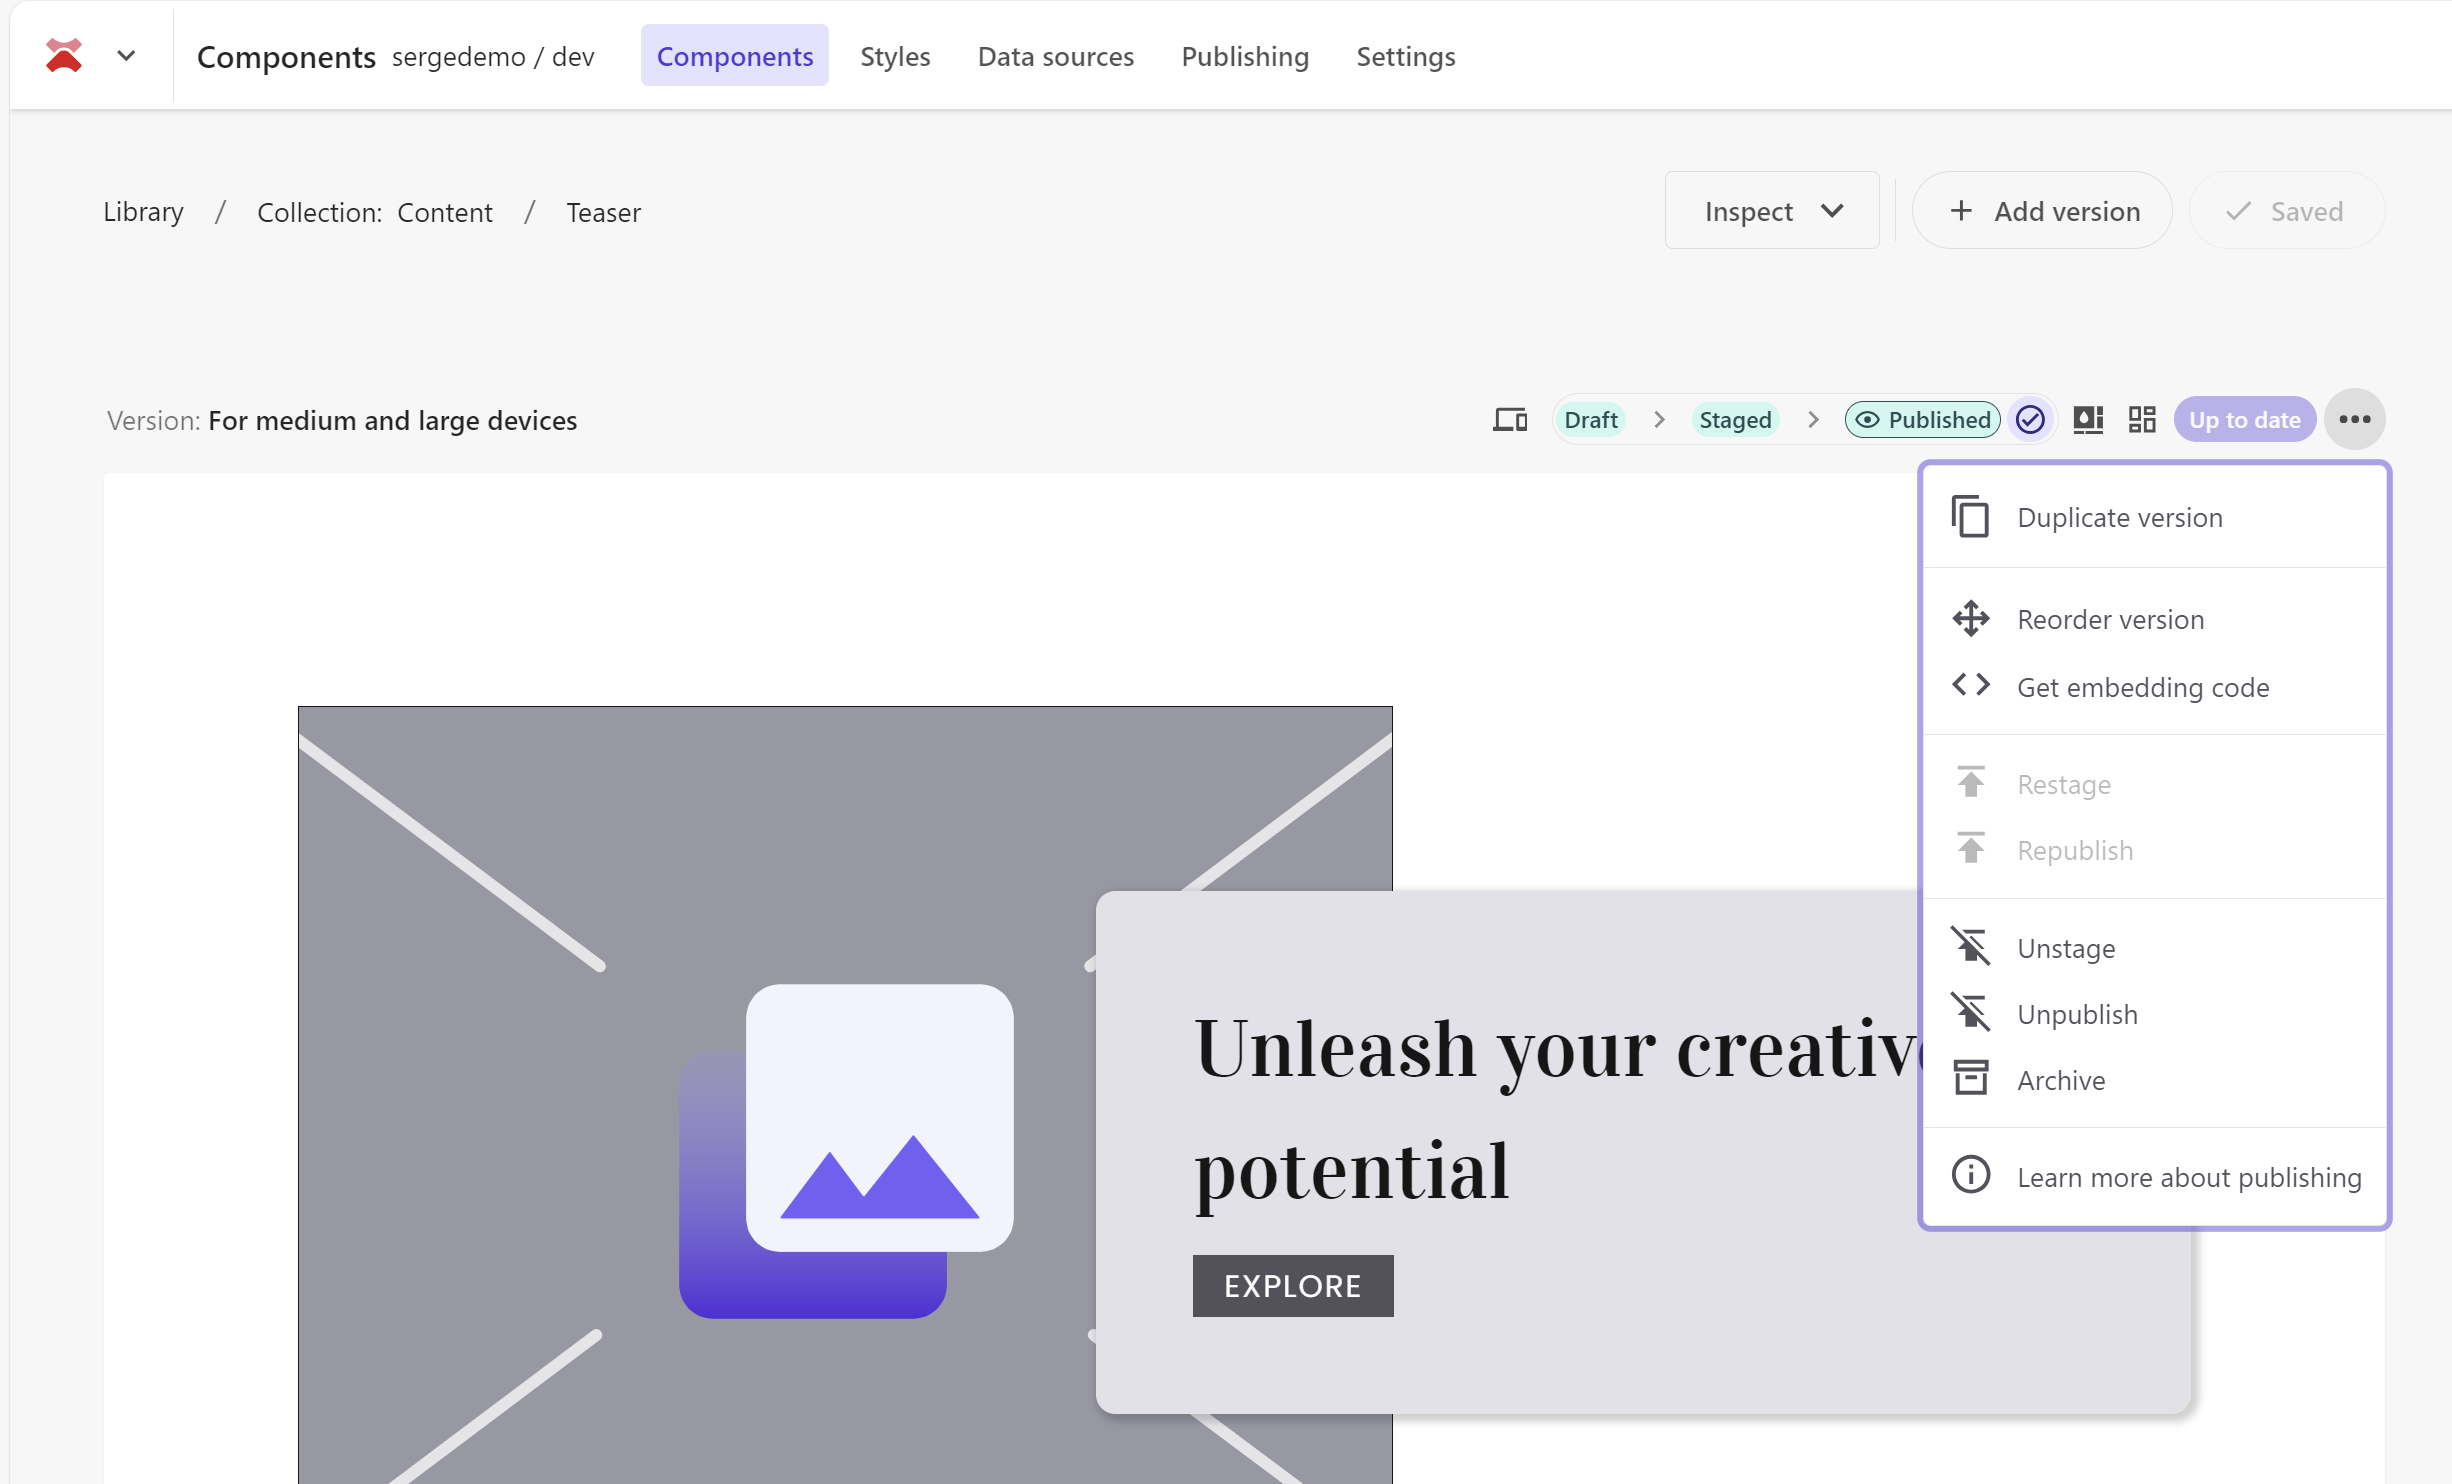 Components sergedemo / dev Components Styles Data sources Publishing Settings
Library / Collection: Content / Teaser Inspect Add version Saved
Version: For medium and large devices Draft Staged Published Up to date
Duplicate version
Reorder version
Get embedding code
Restage
Republish
Unstage
Unpublish
Archive
Learn more about publishing
Unleash your creativ
potential
EXPLORE